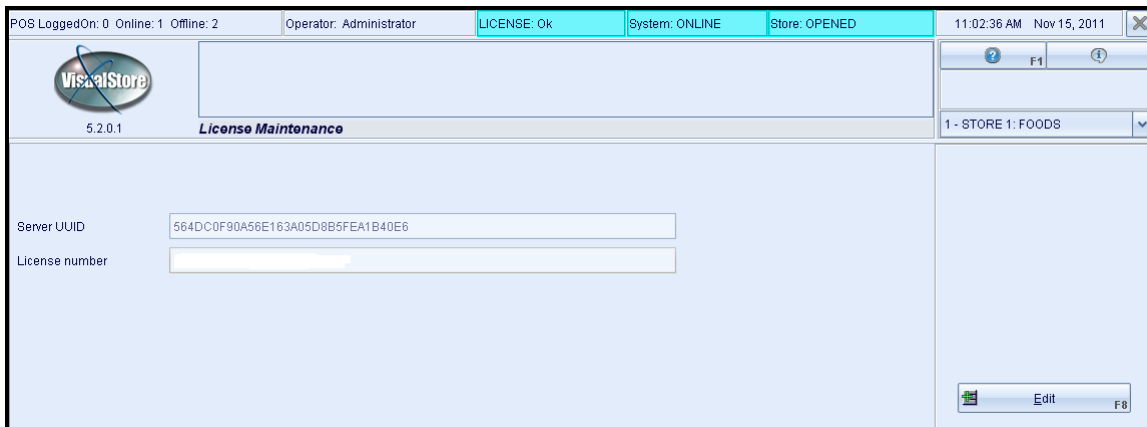 POS LoggedOn: 0 Online: 1 Offline: 2 Operator: Administrator LICENSE: Ok System: ONLINE Store: OPENED 11:02:36 AM Nov 15, 2011
VisualStore
F1
5.2.0.1 License Maintenance 1 - STORE 1: FOODS
Server UUID 564DC0F90A56E163A05D8B5FEA1B40E6
License number
Edit F8